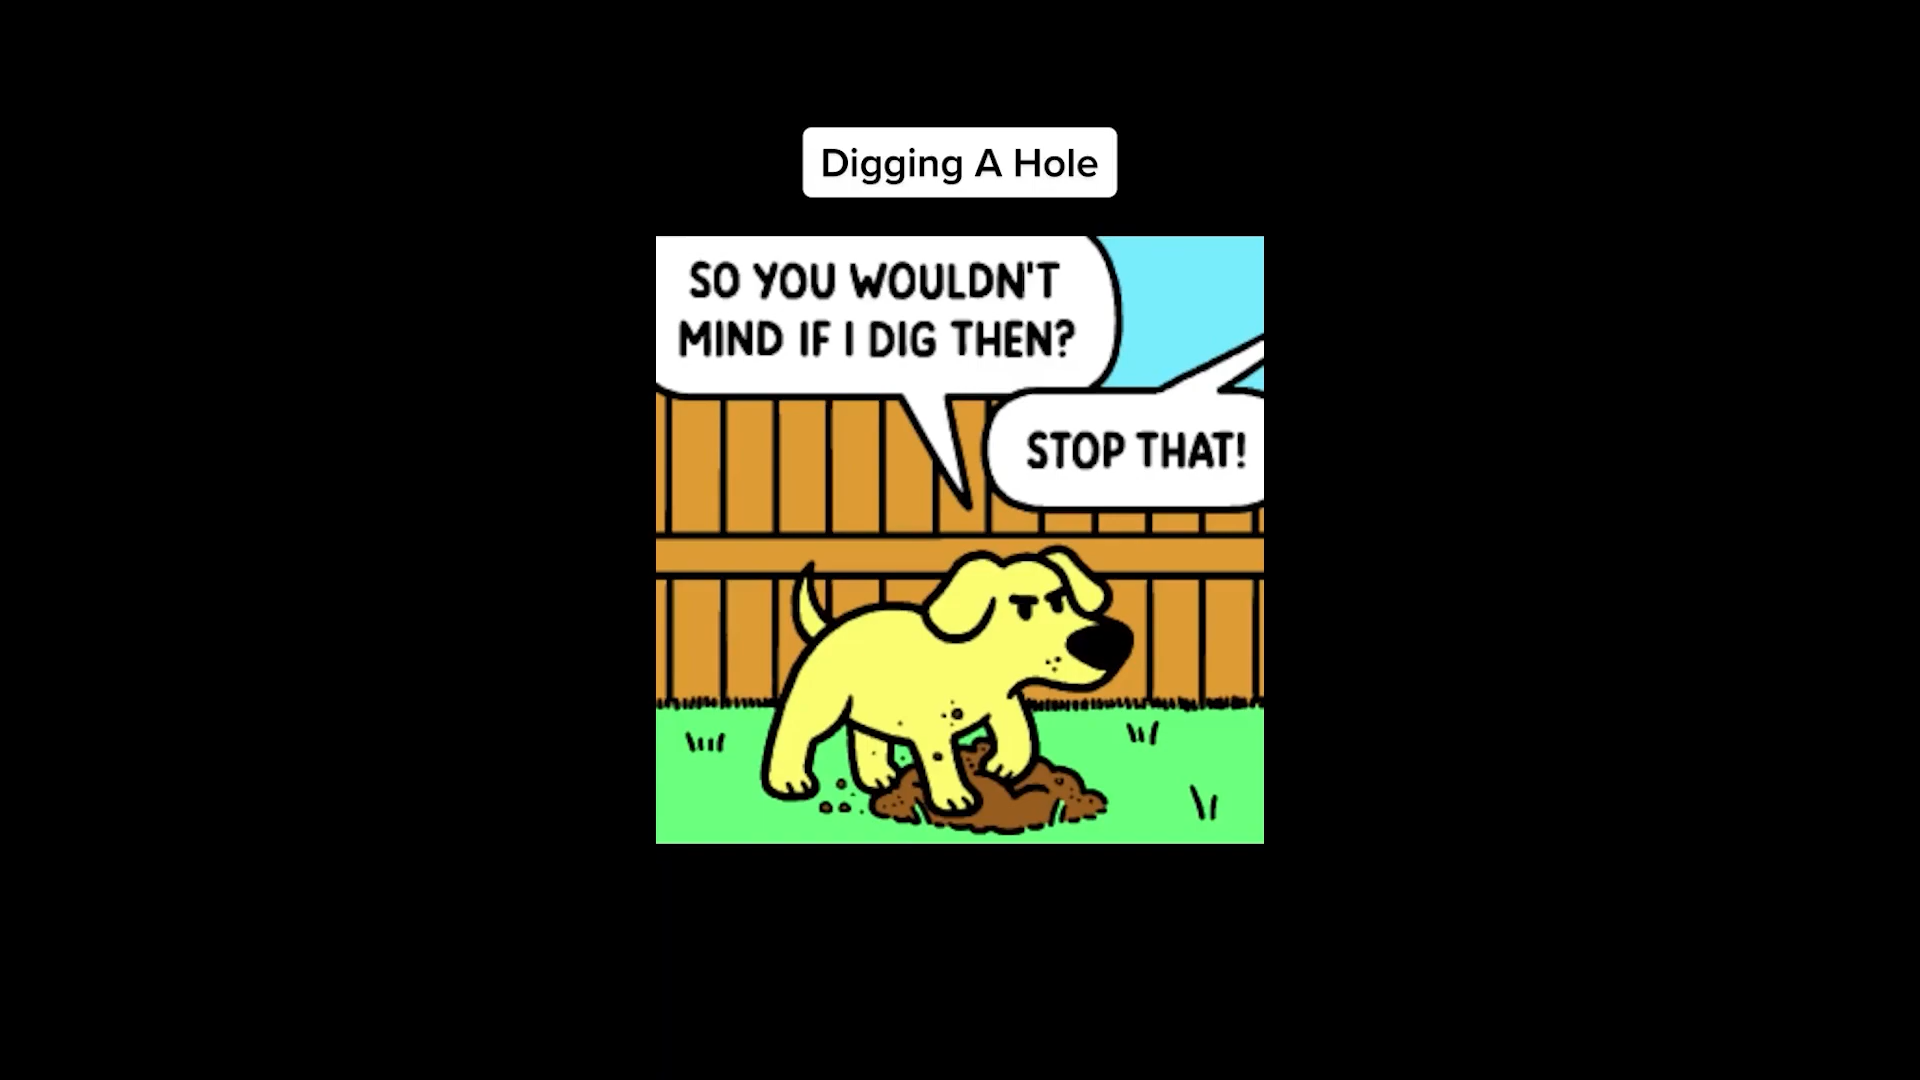 Digging A Hole
SO YOU WOULDN'T
MIND IF I DIG THEN?
STOP THAT!